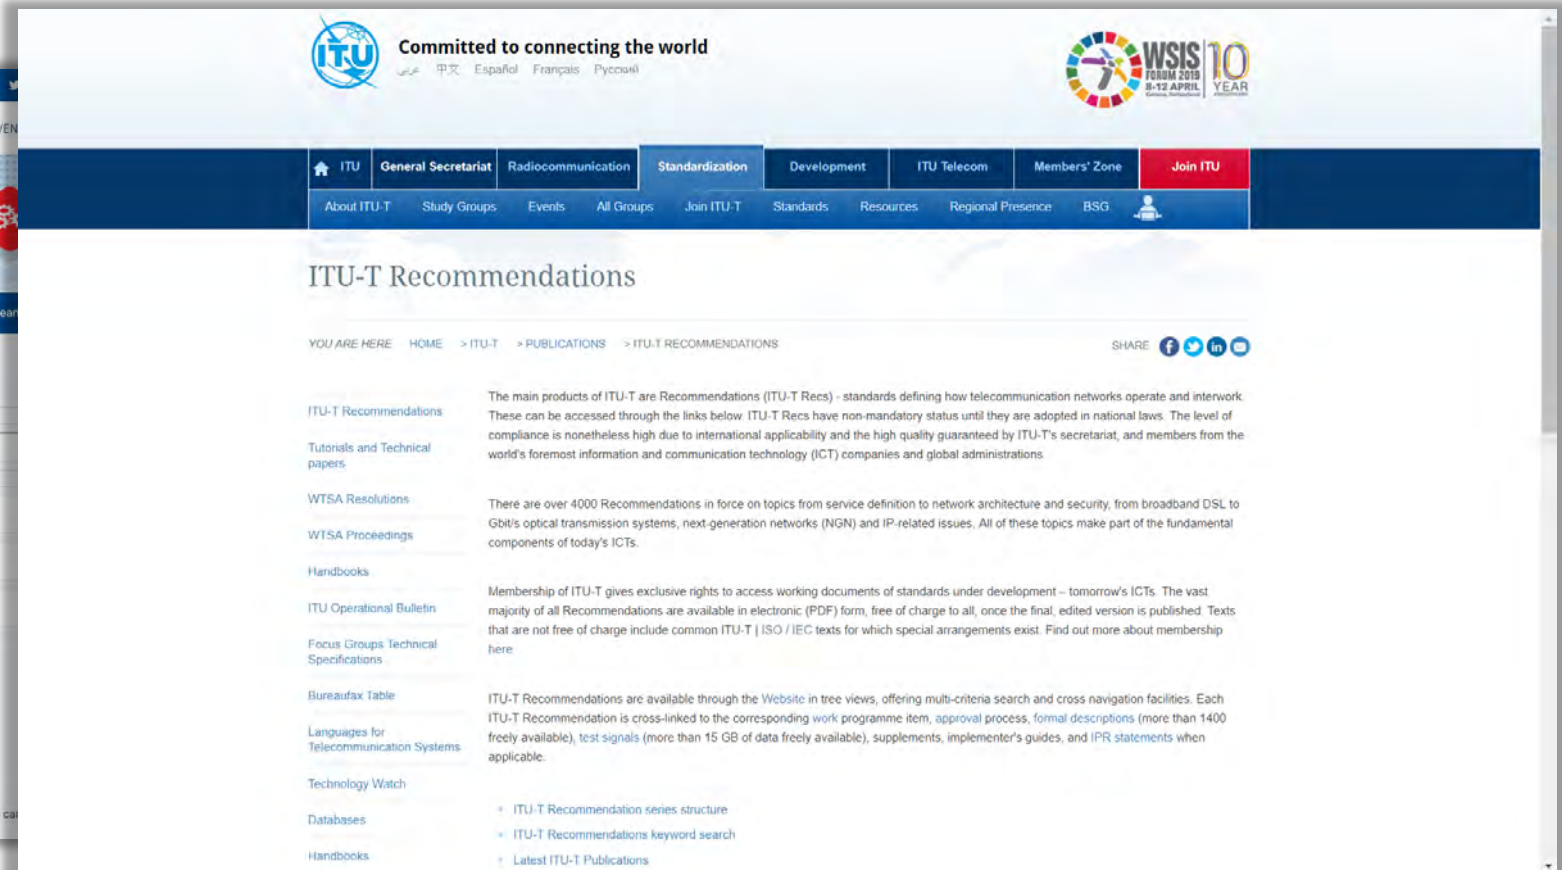 ITU
Committed to connecting the world
عربي 中文 Español Français Русский
WSIS
FORUM 2019
8-12 APRIL
10
YEAR
ITU General Secretariat Radiocommunication Standardization Development ITU Telecom Members' Zone Join ITU
About ITU-T Study Groups Events All Groups Join ITU-T Standards Resources Regional Presence BSG
/EN
ITU-T Recommendations
YOU ARE HERE HOME > ITU-T > PUBLICATIONS > ITU-T RECOMMENDATIONS
SHARE
ITU-T Recommendations
Tutorials and Technical
papers
WTSA Resolutions
WTSA Proceedings
Handbooks
ITU Operational Bulletin
Focus Groups Technical
Specifications
Bureaufax Table
Languages for
Telecommunication Systems
Technology Watch
Databases
Handbooks
The main products of ITU-T are Recommendations (ITU-T Recs) - standards defining how telecommunication networks operate and interwork.
These can be accessed through the links below. ITU-T Recs have non-mandatory status until they are adopted in national laws. The level of
compliance is nonetheless high due to international applicability and the high quality guaranteed by ITU-T's secretariat, and members from the
world's foremost information and communication technology (ICT) companies and global administrations.
There are over 4000 Recommendations in force on topics from service definition to network architecture and security, from broadband DSL to
Gbit/s optical transmission systems, next-generation networks (NGN) and IP-related issues. All of these topics make part of the fundamental
components of today's ICTs.
Membership of ITU-T gives exclusive rights to access working documents of standards under development – tomorrow's ICTs. The vast
majority of all Recommendations are available in electronic (PDF) form, free of charge to all, once the final, edited version is published. Texts
that are not free of charge include common ITU-T | ISO / IEC texts for which special arrangements exist. Find out more about membership
here
ITU-T Recommendations are available through the Website in tree views, offering multi-criteria search and cross navigation facilities. Each
ITU-T Recommendation is cross-linked to the corresponding work programme item, approval process, formal descriptions (more than 1400
freely available), test signals (more than 15 GB of data freely available), supplements, implementer's guides, and IPR statements when
applicable.
ITU-T Recommendation series structure
ITU-T Recommendations keyword search
Latest ITU-T Publications